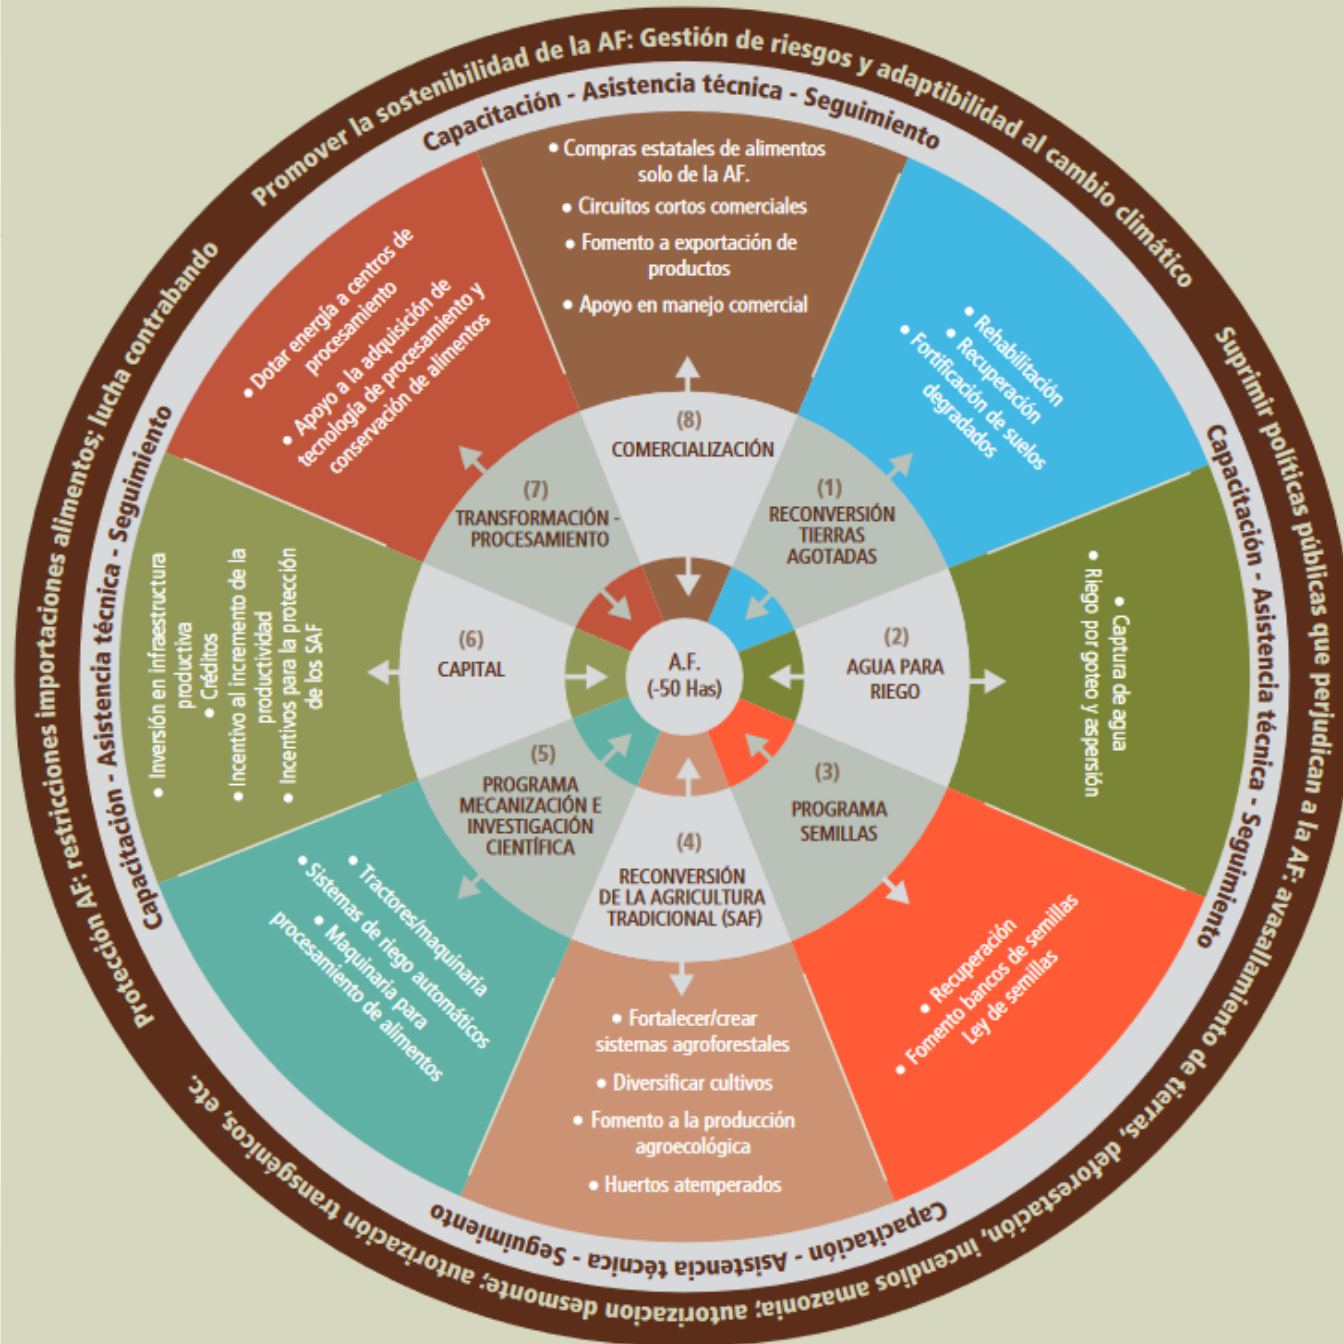 Promover la sostenibilidad de la AF: Gestión de riesgos y adaptibilidad al cambio climático
Suprimir políticas públicas que perjudican a la AF: avasallamiento de tierras, deforestación, incendios amazonia; autorizacion desmonte; autorización transgénicos, etc.
Protección AF: restricciones importaciones alimentos; lucha contrabando
Capacitación - Asistencia técnica - Seguimiento
Capacitación - Asistencia técnica - Seguimiento
Capacitación - Asistencia técnica - Seguimiento
Capacitación - Asistencia técnica - Seguimiento
• Compras estatales de alimentos
solo de la AF.
• Circuitos cortos comerciales
• Fomento a exportación de
productos
• Apoyo en manejo comercial
(8)
COMERCIALIZACIÓN
• Rehabilitación
• Recuperación
• Fortificación de suelos
degradados
(1)
RECONVERSIÓN
TIERRAS
AGOTADAS
• Captura de agua
• Riego por goteo y aspersión
(2)
AGUA PARA
RIEGO
• Recuperación
• Fomento bancos de semillas
Ley de semillas
(3)
PROGRAMA
SEMILLAS
(4)
RECONVERSIÓN
DE LA AGRICULTURA
TRADICIONAL (SAF)
• Fortalecer/crear
sistemas agroforestales
• Diversificar cultivos
• Fomento a la producción
agroecológica
• Huertos atemperados
(5)
PROGRAMA
MECANIZACIÓN E
INVESTIGACIÓN
CIENTÍFICA
• Tractores/maquinaría
• Sistemas de riego automáticos
• Maquinaría para
procesamiento de alimentos
(6)
CAPITAL
• Inversión en infraestructura
productiva
• Créditos
• Incentivo al incremento de la
productividad
• Incentivos para la protección
de los SAF
(7)
TRANSFORMACIÓN -
PROCESAMIENTO
• Dotar energía a centros de
procesamiento
• Apoyo a la adquisición de
tecnología de procesamiento y
conservación de alimentos
A.F.
(-50 Has)